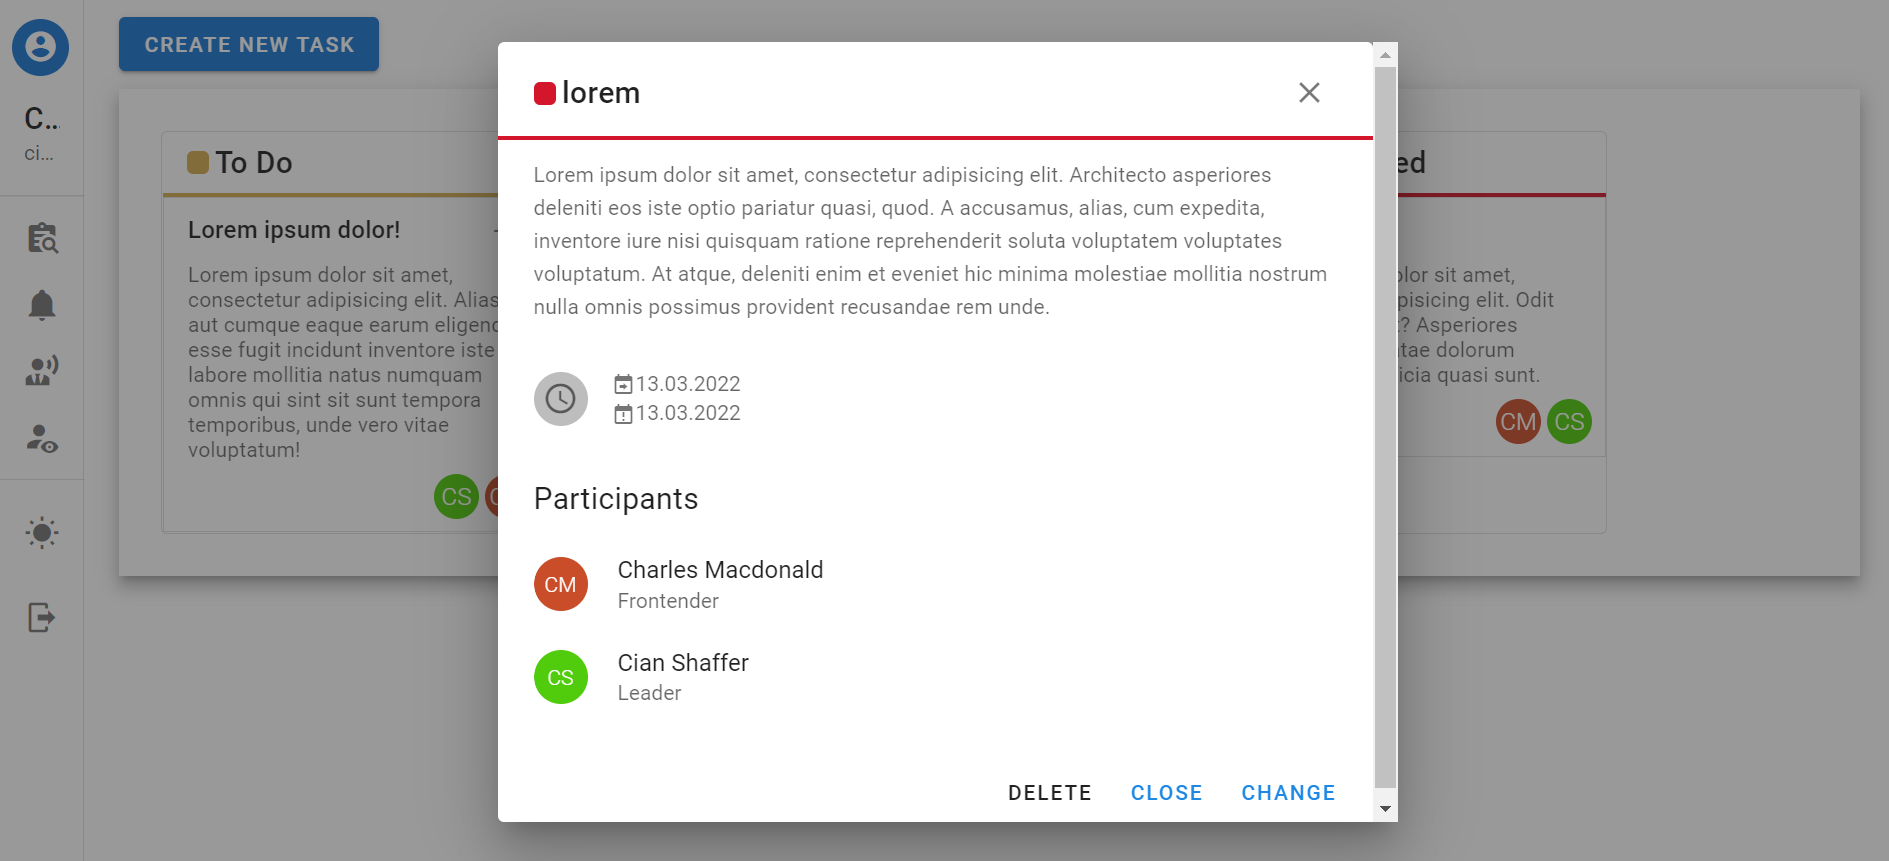 CREATE NEW TASK
C...
ci...
To Do
Lorem ipsum dolor!
Lorem ipsum dolor sit amet,
consectetur adipisicing elit. Alias
aut cumque eaque earum
esse fugit incidunt inventore iste
labore mollitia natus numquam
omnis qui sint sit sunt tempora
temporibus, unde vero vitae
voluptatum!
CS
lorem
Lorem ipsum dolor sit amet, consectetur adipisicing elit. Architecto asperiores
deleniti eos iste optio pariatur quasi, quod. A accusamus, alias, cum expedita,
inventore iure nisi quisquam ratione reprehenderit soluta voluptatem voluptates
voluptatum. At atque, deleniti enim et eveniet hic minima molestiae mollitia nostrum
nulla omnis possimus provident recusandae rem unde.
13.03.2022
13.03.2022
Participants
CM
Charles Macdonald
Frontender
CS
Cian Shaffer
Leader
DELETE CLOSE CHANGE
ed
sit amet,
elit. Odit
? Asperiores
dolorum
quasi sunt.
CM CS